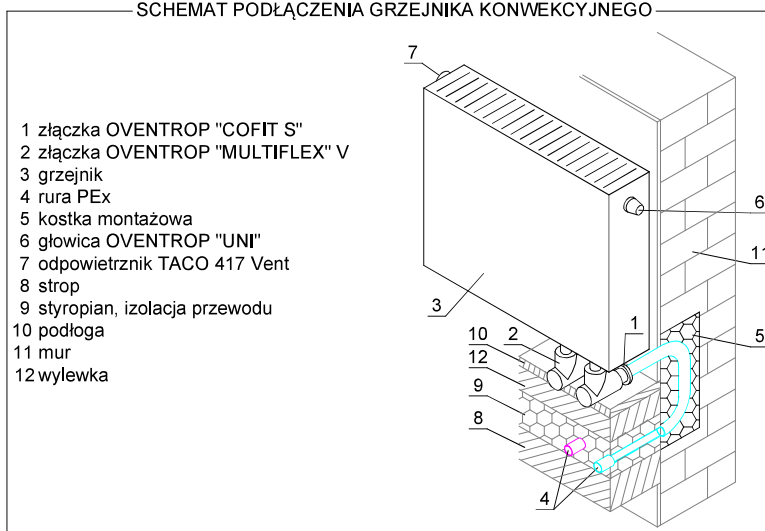 SCHEMAT PODŁĄCZENIA GRZEJNIKA KONWEKCYJNEGO
1 złączka OVENTROP "COFIT S"
2 złączka OVENTROP "MULTIFLEX" V
3 grzejnik
4 rura PEx
5 kostka montażowa
6 głowica OVENTROP "UNI"
7 odpowietrznik TACO 417 Vent
8 strop
9 styropian, izolacja przewodu
10 podłoga
11 mur
12 wylewka
7
6
11
3
2
1
10
5
12
9
8
4